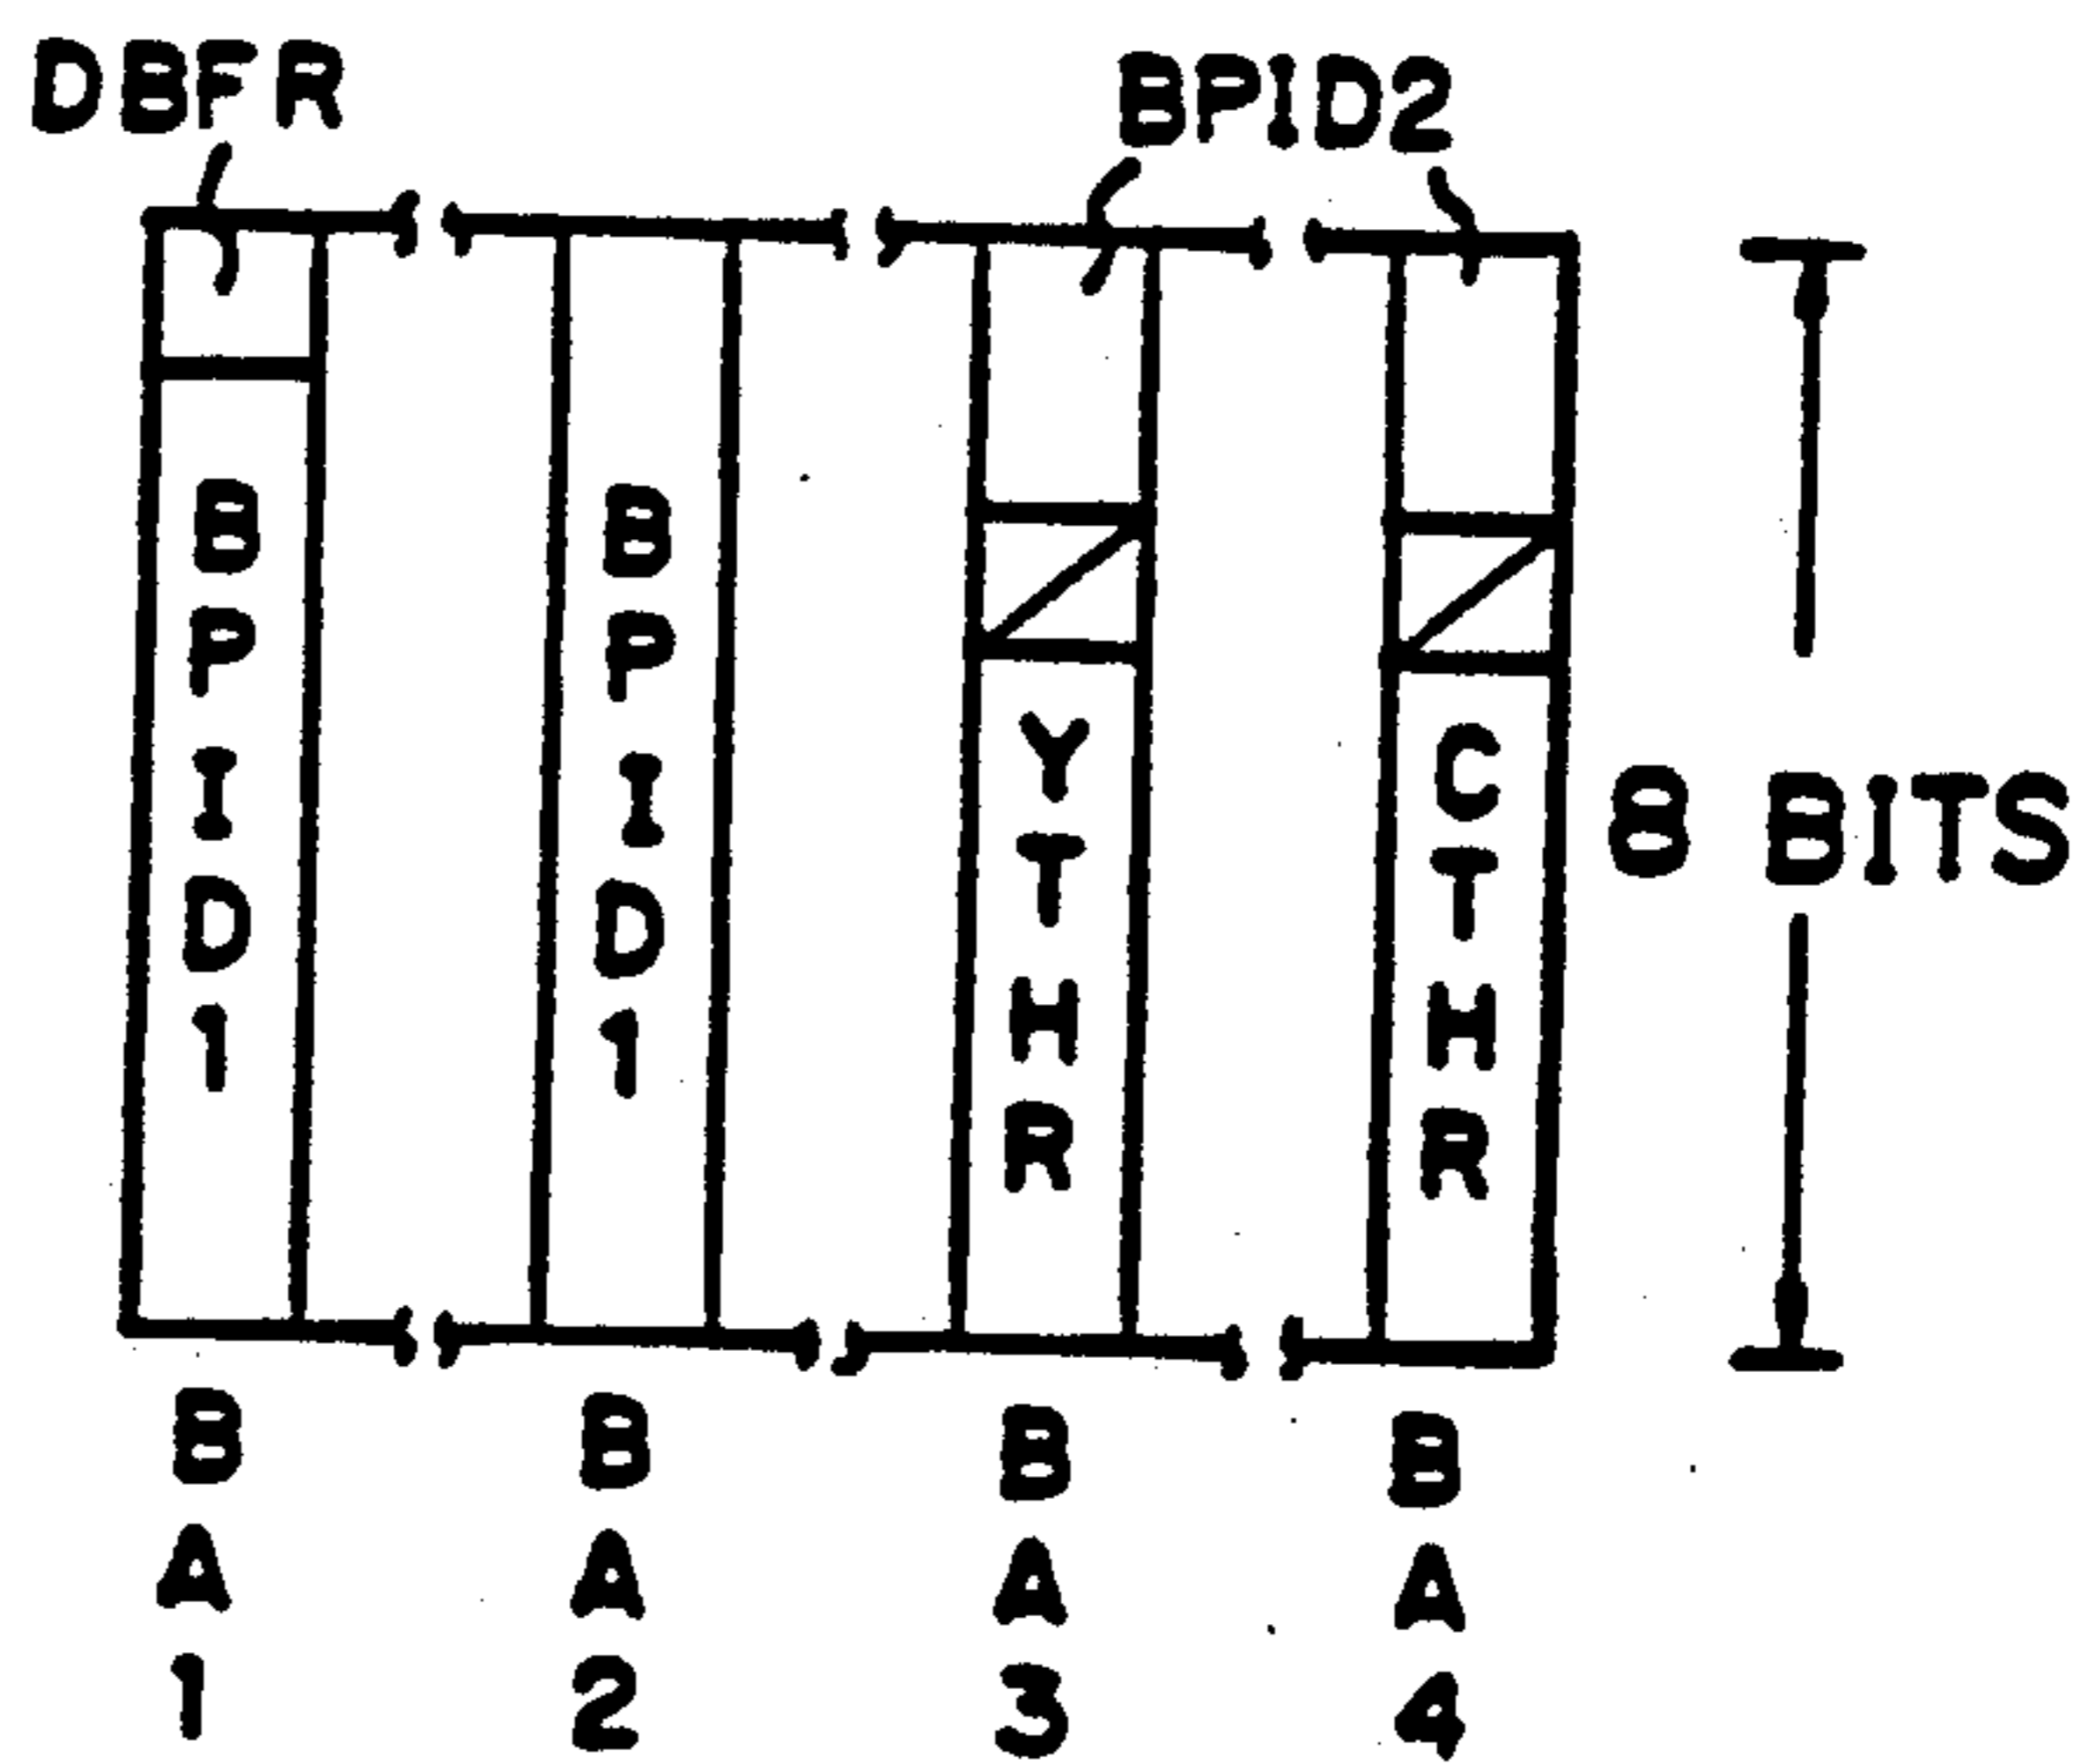 DBFR
BPID2
BPID1
BPID1
YTHR
CTHR
8 BITS
BA1
BA2
BA3
BA4